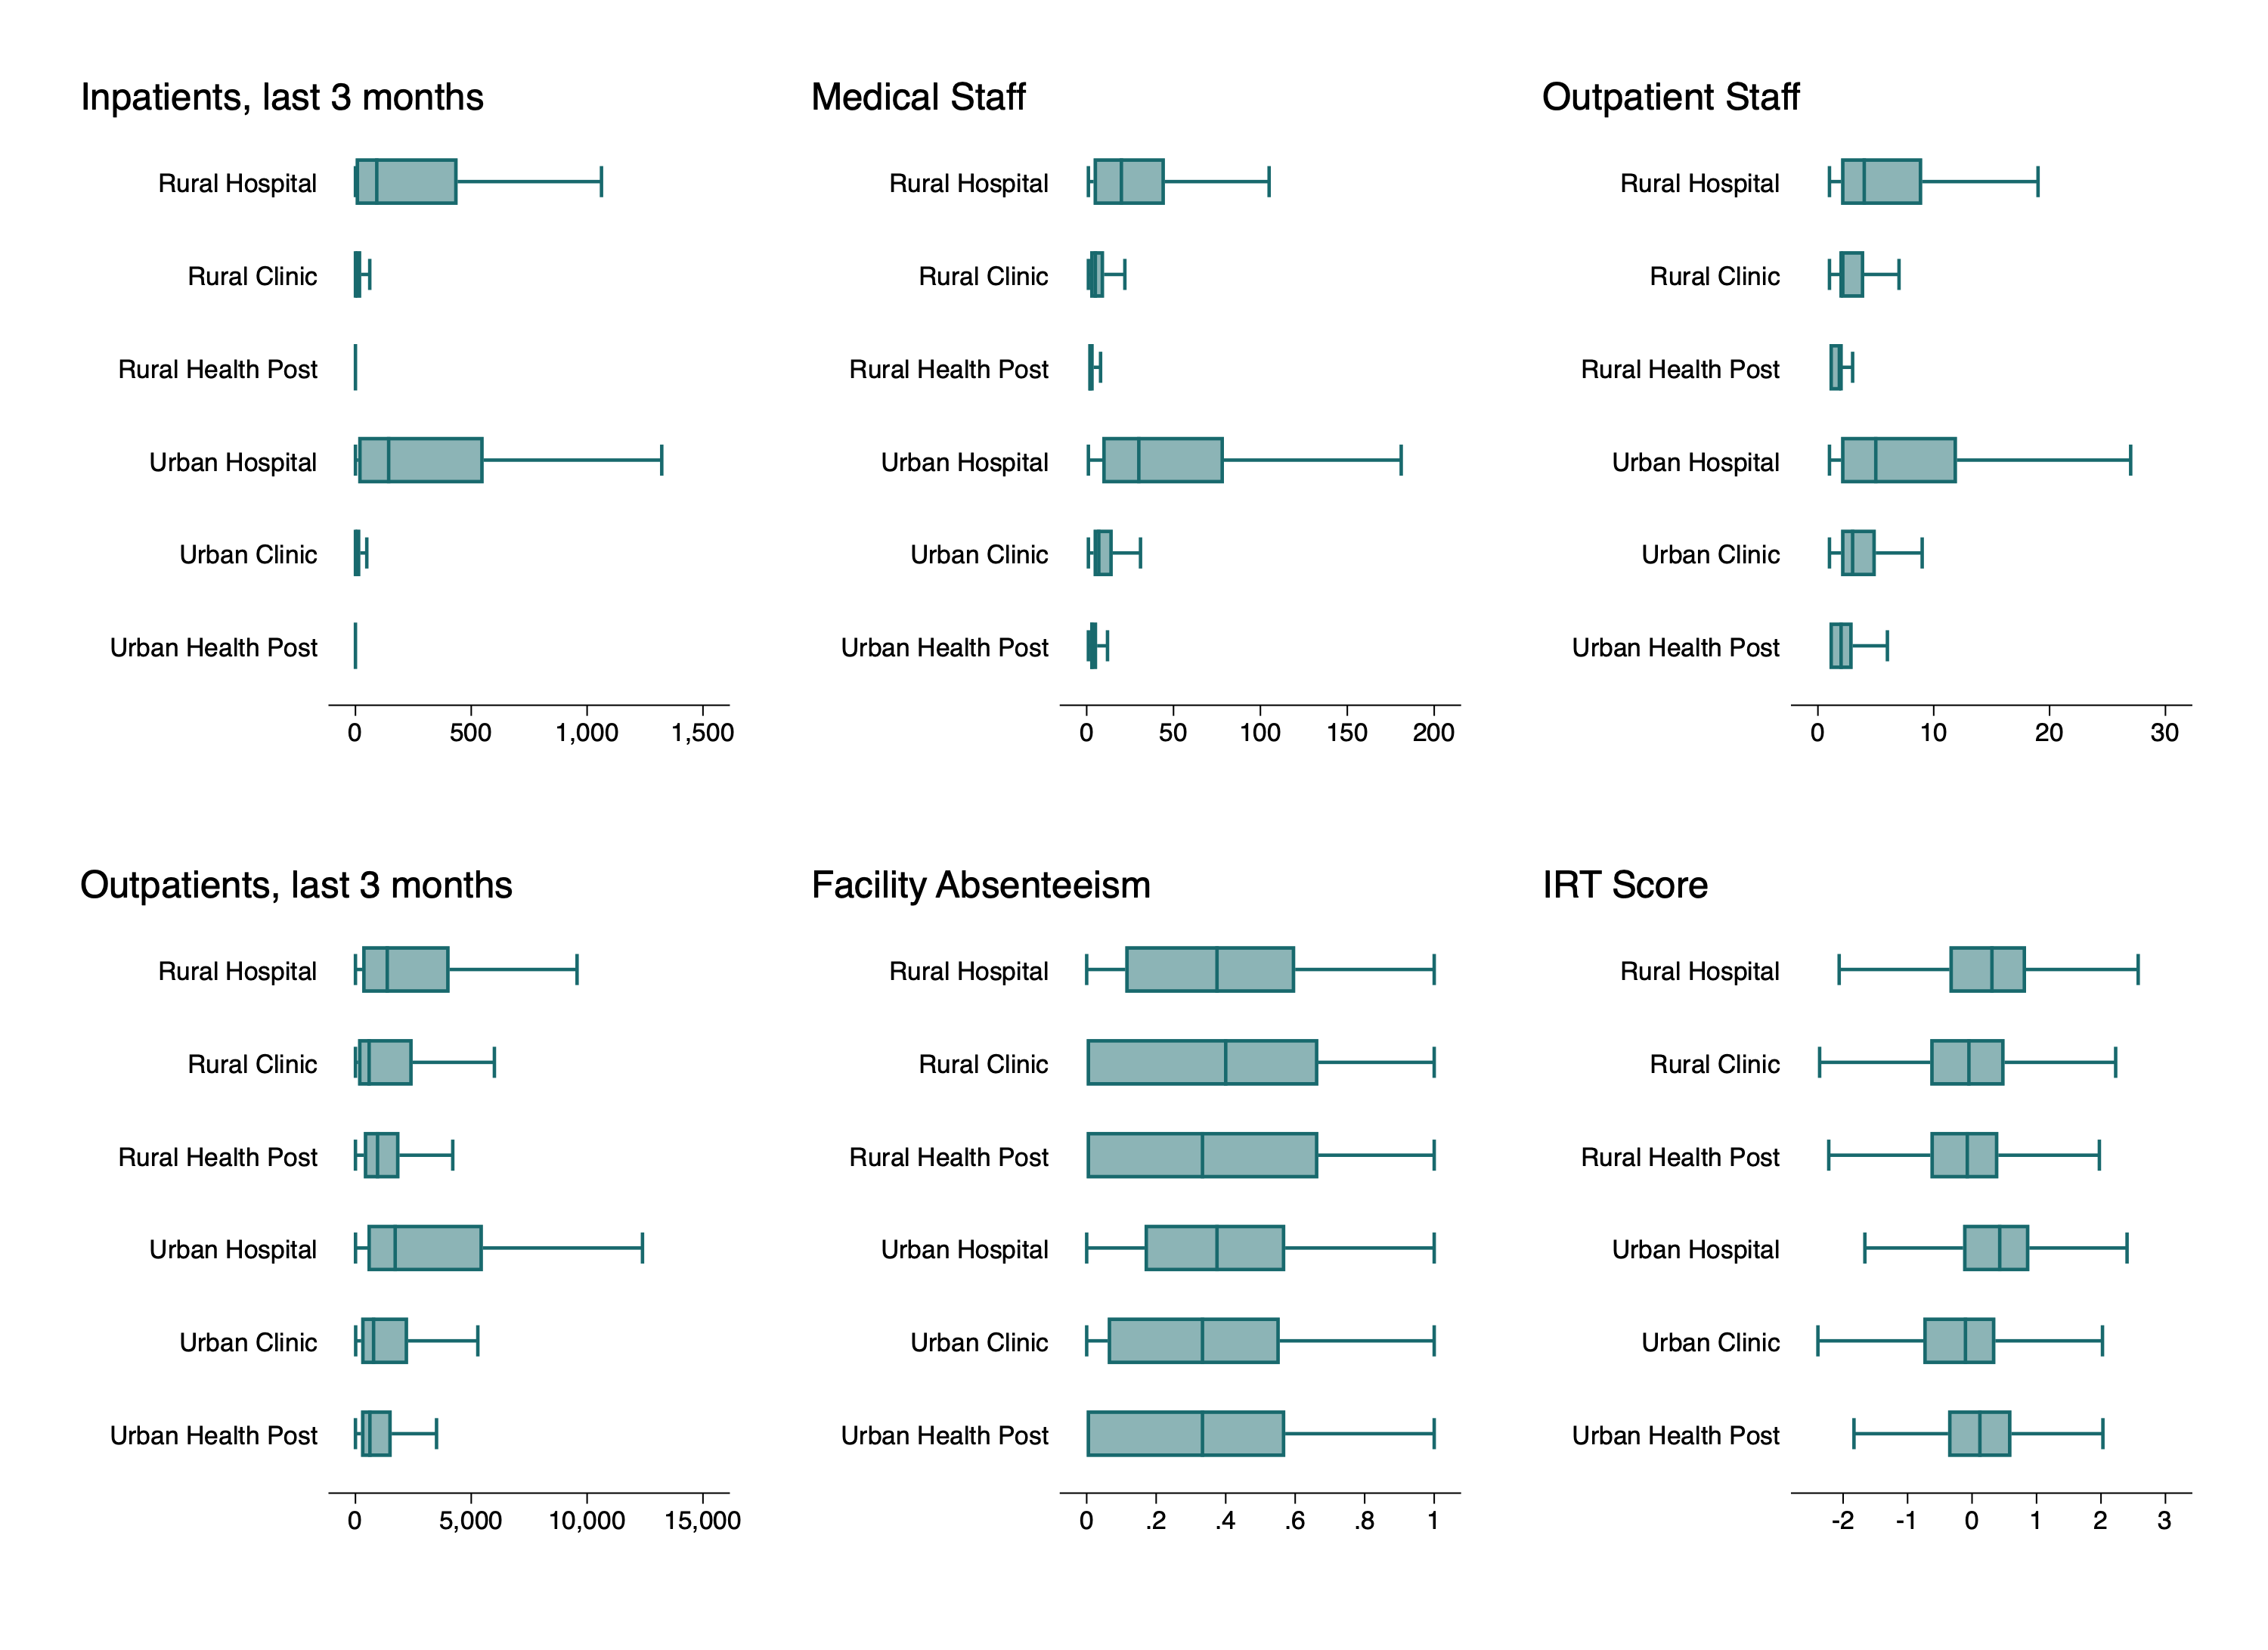 Inpatients, last 3 months
Rural Hospital
Rural Clinic
Rural Health Post
Urban Hospital
Urban Clinic
Urban Health Post
0 500 1,000 1,500
Medical Staff
Rural Hospital
Rural Clinic
Rural Health Post
Urban Hospital
Urban Clinic
Urban Health Post
0 50 100 150 200
Outpatient Staff
Rural Hospital
Rural Clinic
Rural Health Post
Urban Hospital
Urban Clinic
Urban Health Post
0 10 20 30
Outpatients, last 3 months
Rural Hospital
Rural Clinic
Rural Health Post
Urban Hospital
Urban Clinic
Urban Health Post
0 5,000 10,000 15,000
Facility Absenteeism
Rural Hospital
Rural Clinic
Rural Health Post
Urban Hospital
Urban Clinic
Urban Health Post
0 .2 .4 .6 .8 1
IRT Score
Rural Hospital
Rural Clinic
Rural Health Post
Urban Hospital
Urban Clinic
Urban Health Post
-2 -1 0 1 2 3